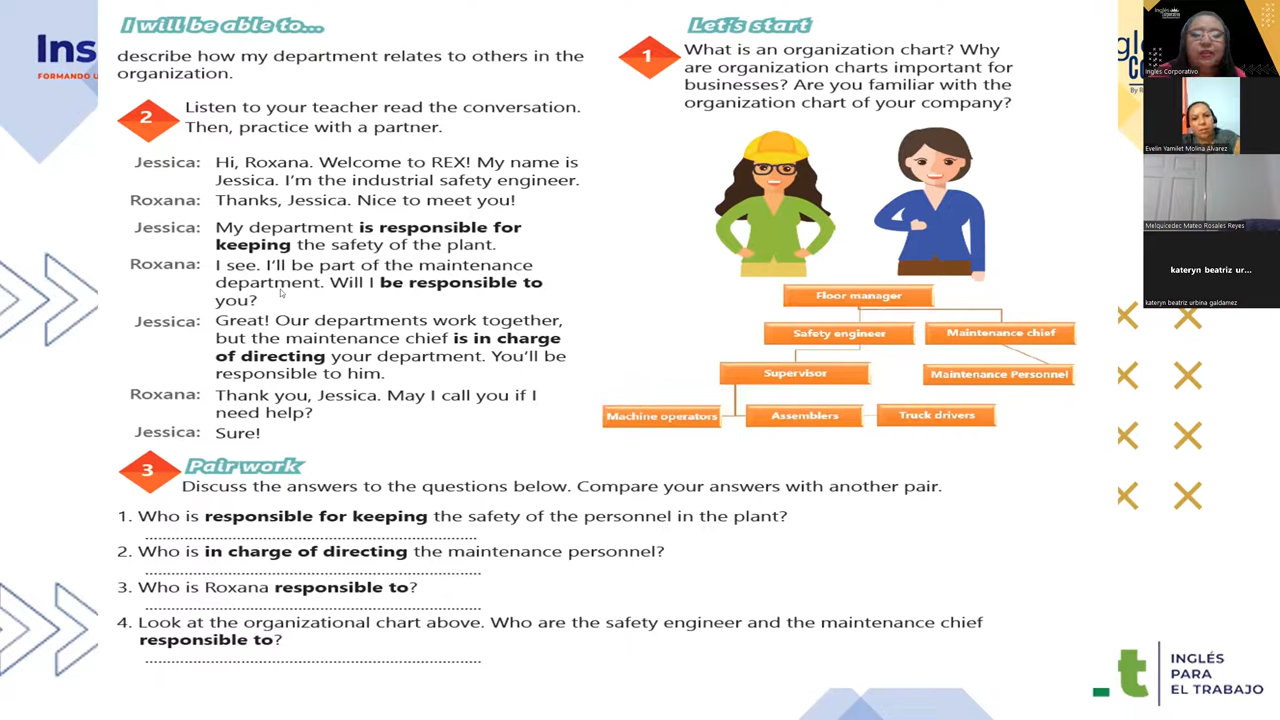 Ins
FORMANDO U
I will be able to...
describe how my department relates to others in the
organization.
2
Listen to your teacher read the conversation.
Then, practice with a partner.
Jessica: Hi, Roxana. Welcome to REX! My name is
Jessica. I'm the industrial safety engineer.
Roxana: Thanks, Jessica. Nice to meet you!
Jessica: My department is responsible for
keeping the safety of the plant.
Roxana: I see. I'll be part of the maintenance
department. Will I be responsible to
you?
Jessica: Great! Our departments work together,
but the maintenance chief is in charge
of directing your department. You'll be
responsible to him.
Roxana: Thank you, Jessica. May I call you if I
need help?
Jessica: Sure!
Let's start
1
What is an organization chart? Why
are organization charts important for
businesses? Are you familiar with the
organization chart of your company?
Floor manager
Safety engineer
Maintenance chief
Supervisor
Maintenance Personnel
Machine operators
Assemblers
Truck drivers
3
Pair work
Discuss the answers to the questions below. Compare your answers with another pair.
1. Who is responsible for keeping the safety of the personnel in the plant?
2. Who is in charge of directing the maintenance personnel?
3. Who is Roxana responsible to?
4. Look at the organizational chart above. Who are the safety engineer and the maintenance chief
responsible to?
Ingles Corporativo
Evelin Yamilet Molina Alvarez
Melquicedec Mateo Rosales Reyes
kateryn beatriz ur...
kateryn beatriz urbina galdamez
t
INGLÉS
PARA
EL TRABAJO